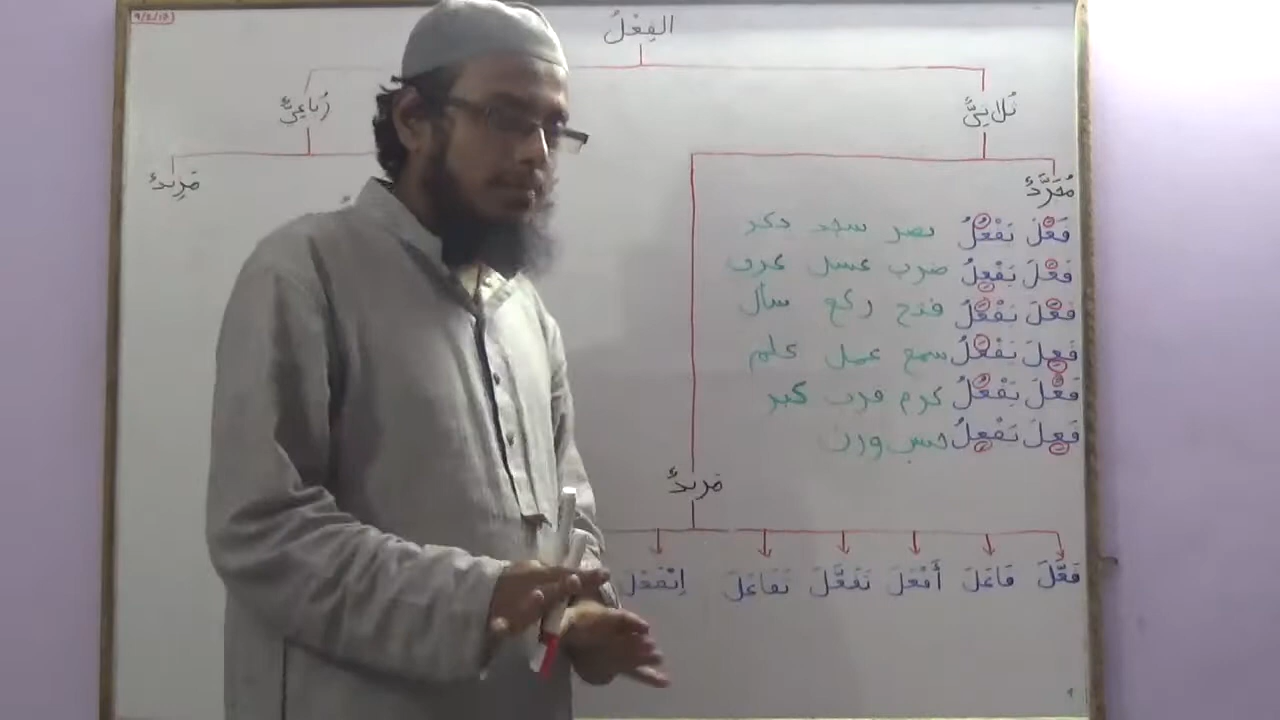 الفِعْلُ
ثُلَاثِيٌّ رُبَاعِيٌّ
مُجَرَّدٌ مَزِيدٌ
فَعَلَ يَفْعُلُ نصر سجد ذكر
فَعَلَ يَفْعِلُ ضرب غسل عرف
فَعَلَ يَفْعَلُ فتح ركع سأل
فَعِلَ يَفْعَلُ سمع عمل علم
فَعُلَ يَفْعُلُ كرم قرب كبر
فَعِلَ يَفْعِلُ حسب ورث
مَزِيدٌ
فَعَّلَ فَاعَلَ أَفْعَلَ تَفَعَّلَ تَفَاعَلَ اِنْفَعَلَ